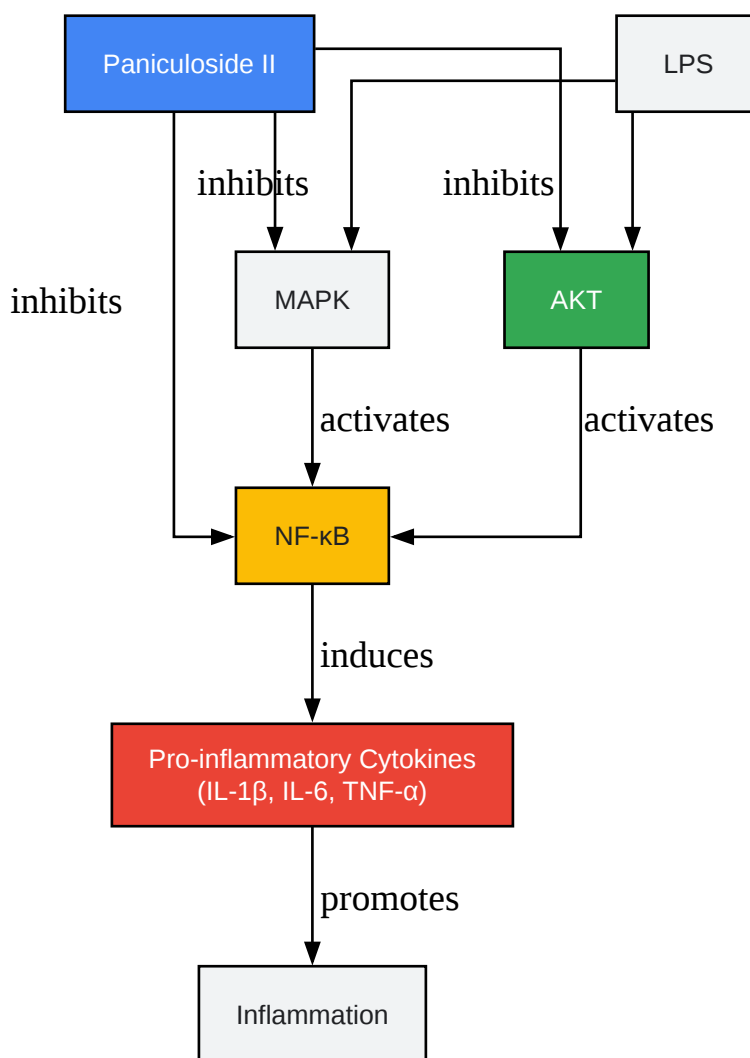 Paniculoside II
LPS
inhibits
inhibits
MAPK
AKT
inhibits
activates
activates
NF-κB
induces
Pro-inflammatory Cytokines
(IL-1β, IL-6, TNF-α)
promotes
Inflammation